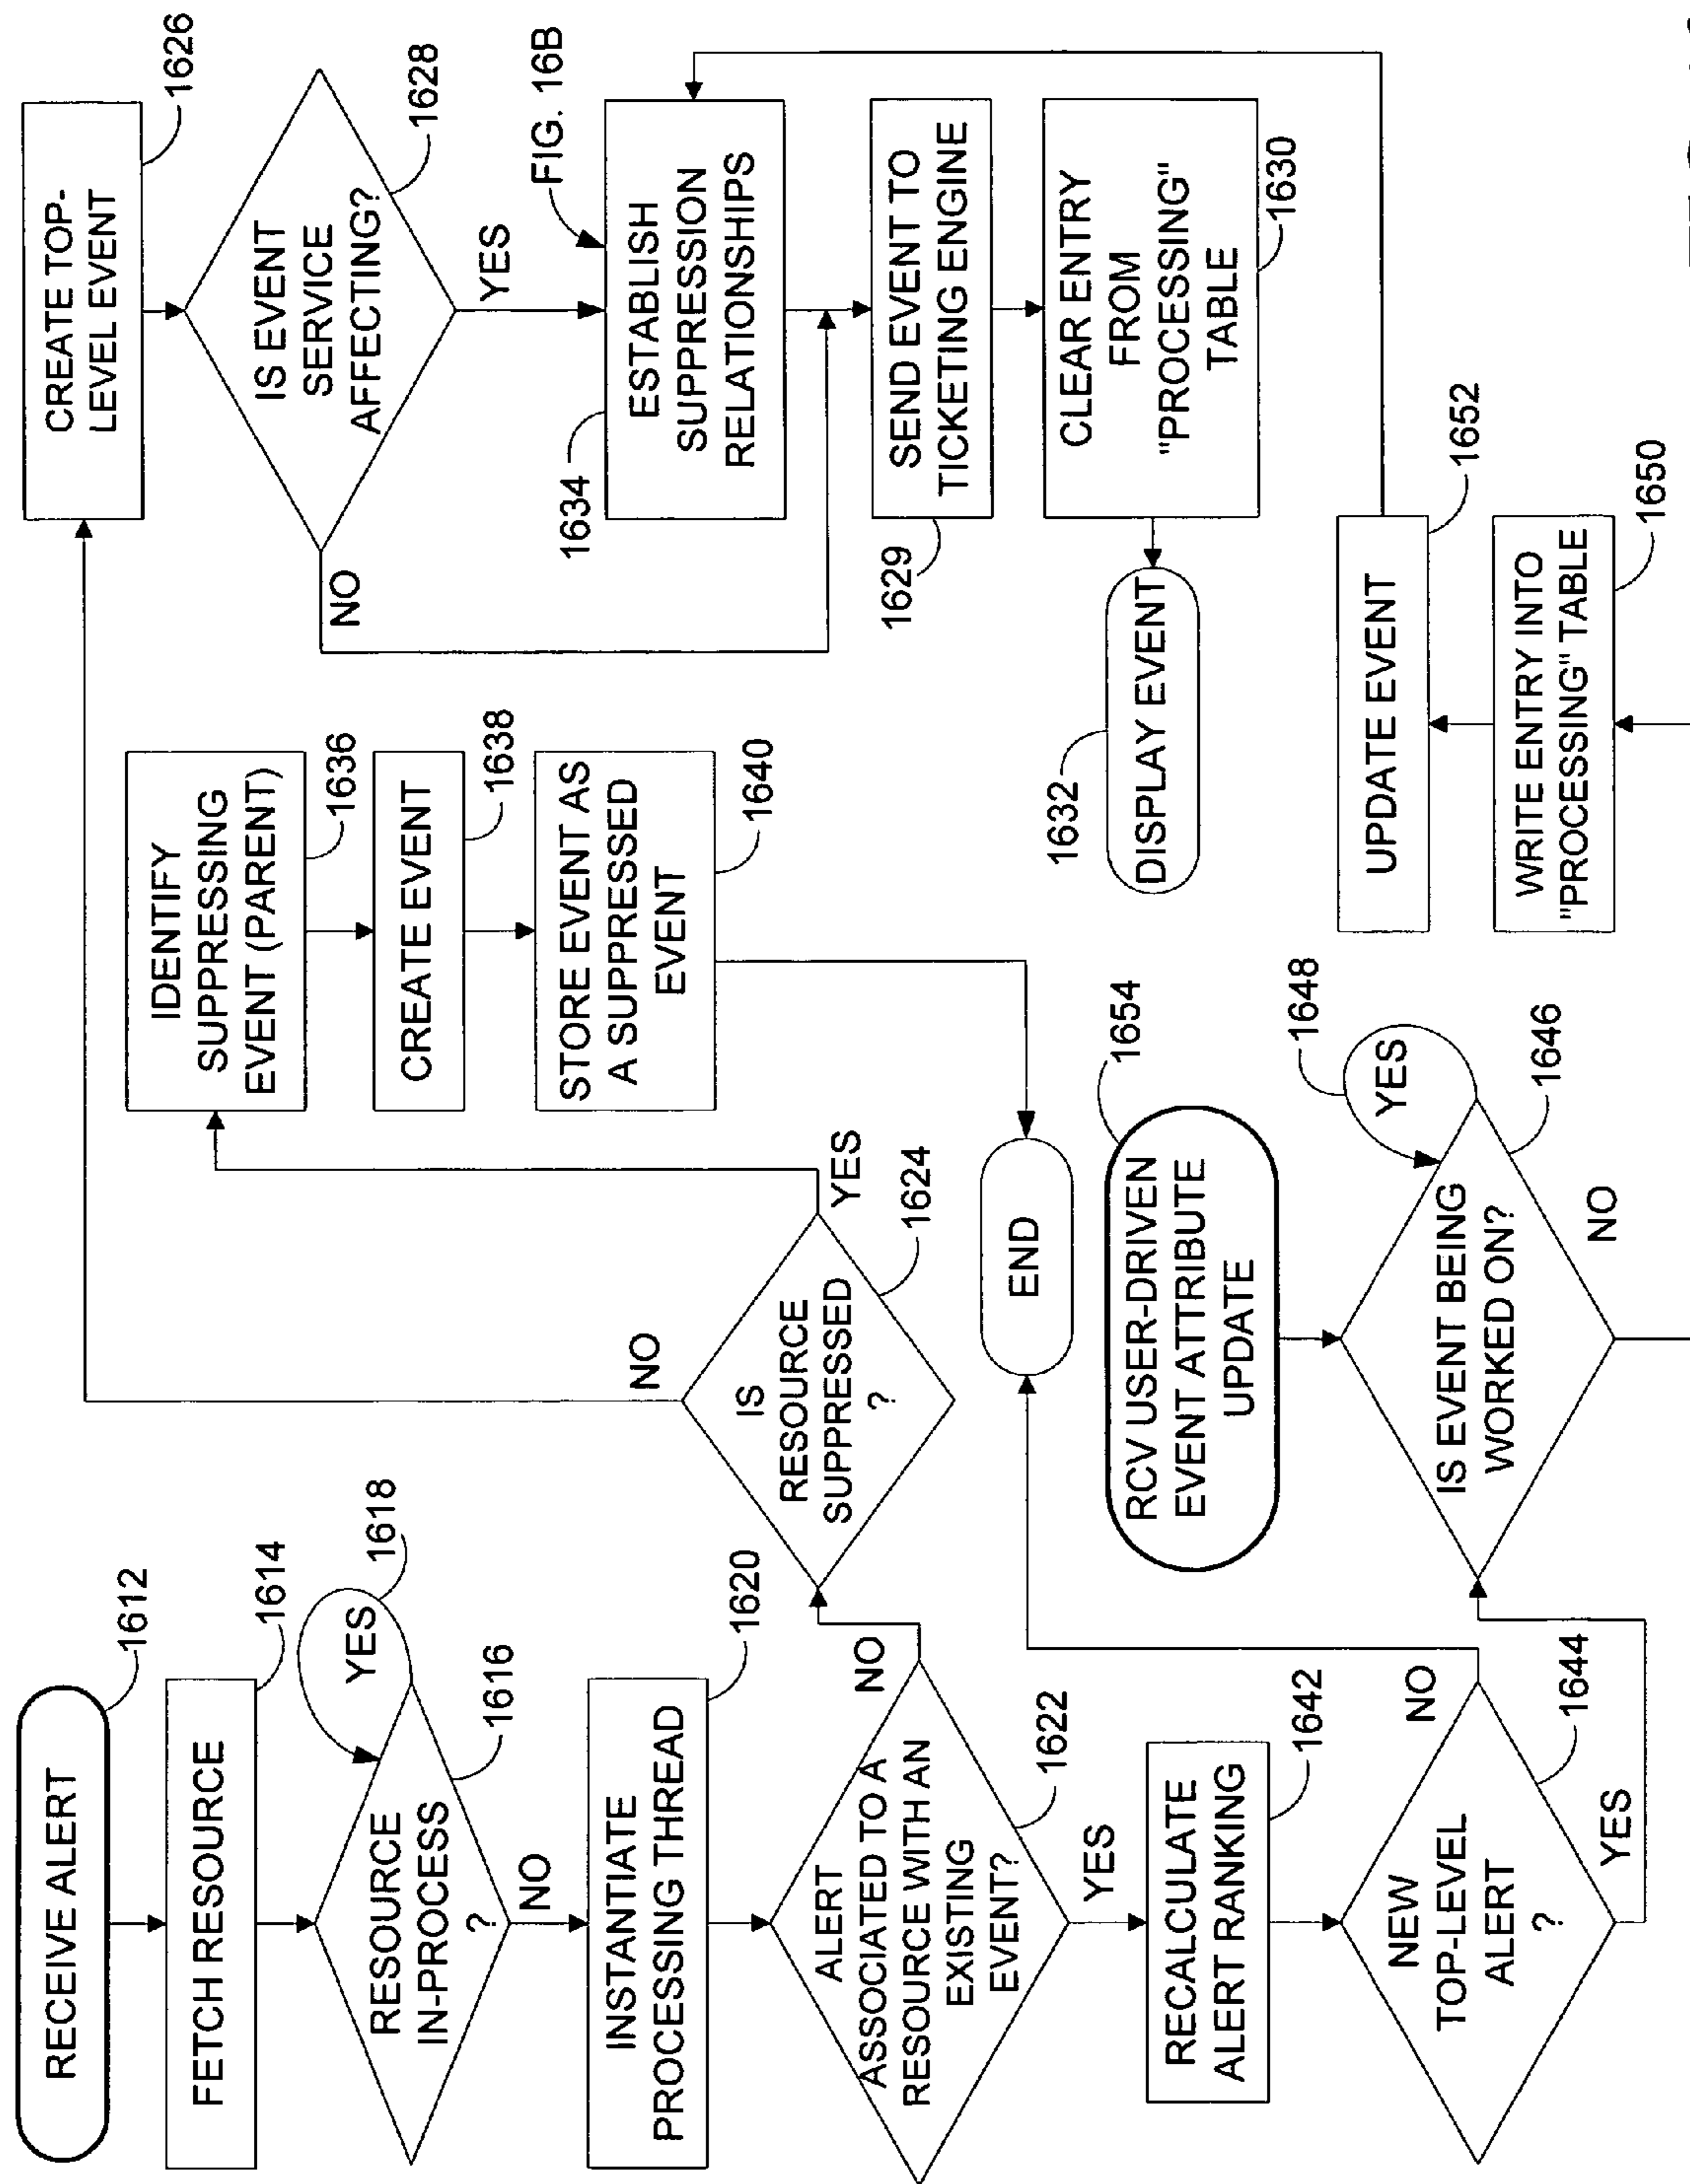 RECEIVE ALERT
1612
FETCH RESOURCE
1614
RESOURCE
IN-PROCESS
?
1616
YES
1618
NO
INSTANTIATE
PROCESSING THREAD
1620
ALERT
ASSOCIATED TO A
RESOURCE WITH AN
EXISTING
EVENT?
1622
NO
YES
RECALCULATE
ALERT RANKING
1642
NEW
TOP-LEVEL
ALERT
?
1644
NO
YES
IS
RESOURCE
SUPPRESSED
?
1624
NO
YES
IDENTIFY
SUPPRESSING
EVENT (PARENT)
1636
CREATE EVENT
1638
STORE EVENT AS
A SUPPRESSED
EVENT
1640
END
RCV USER-DRIVEN
EVENT ATTRIBUTE
UPDATE
1654
IS EVENT BEING
WORKED ON?
1646
YES
1648
NO
CREATE TOP-
LEVEL EVENT
1626
IS EVENT
SERVICE
AFFECTING?
1628
NO
YES
FIG. 16B
1634
ESTABLISH
SUPPRESSION
RELATIONSHIPS
SEND EVENT TO
TICKETING ENGINE
1629
CLEAR ENTRY
FROM
"PROCESSING"
TABLE
1630
1632
DISPLAY EVENT
UPDATE EVENT
1652
WRITE ENTRY INTO
"PROCESSING" TABLE
1650